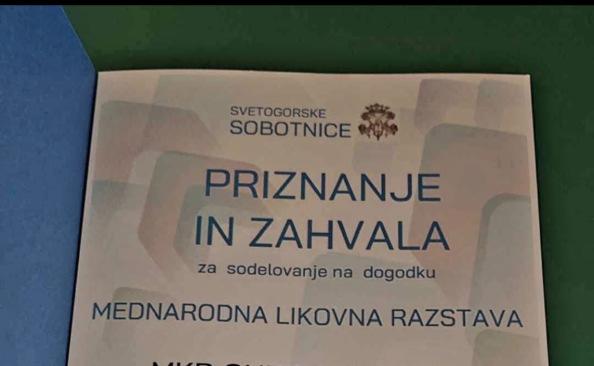 SVETOGORSKE
SOBOTNICE
PRIZNANJE
IN ZAHVALA
za sodelovanje na dogodku
MEDNARODNA LIKOVNA RAZSTAVA